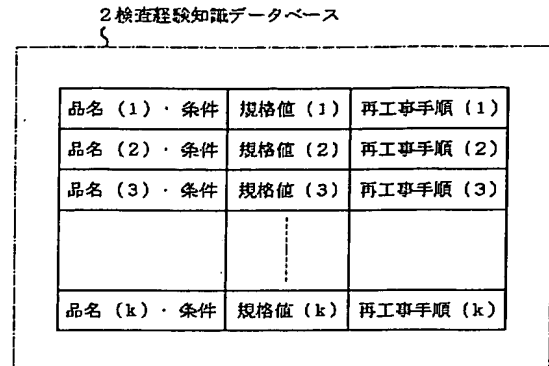 2検査経験知識データベース
品名 (1)・条件 規格値 (1) 再工事手順 (1)
品名 (2)・条件 規格値 (2) 再工事手順 (2)
品名 (3)・条件 規格値 (3) 再工事手順 (3)
品名 (k)・条件 規格値 (k) 再工事手順 (k)